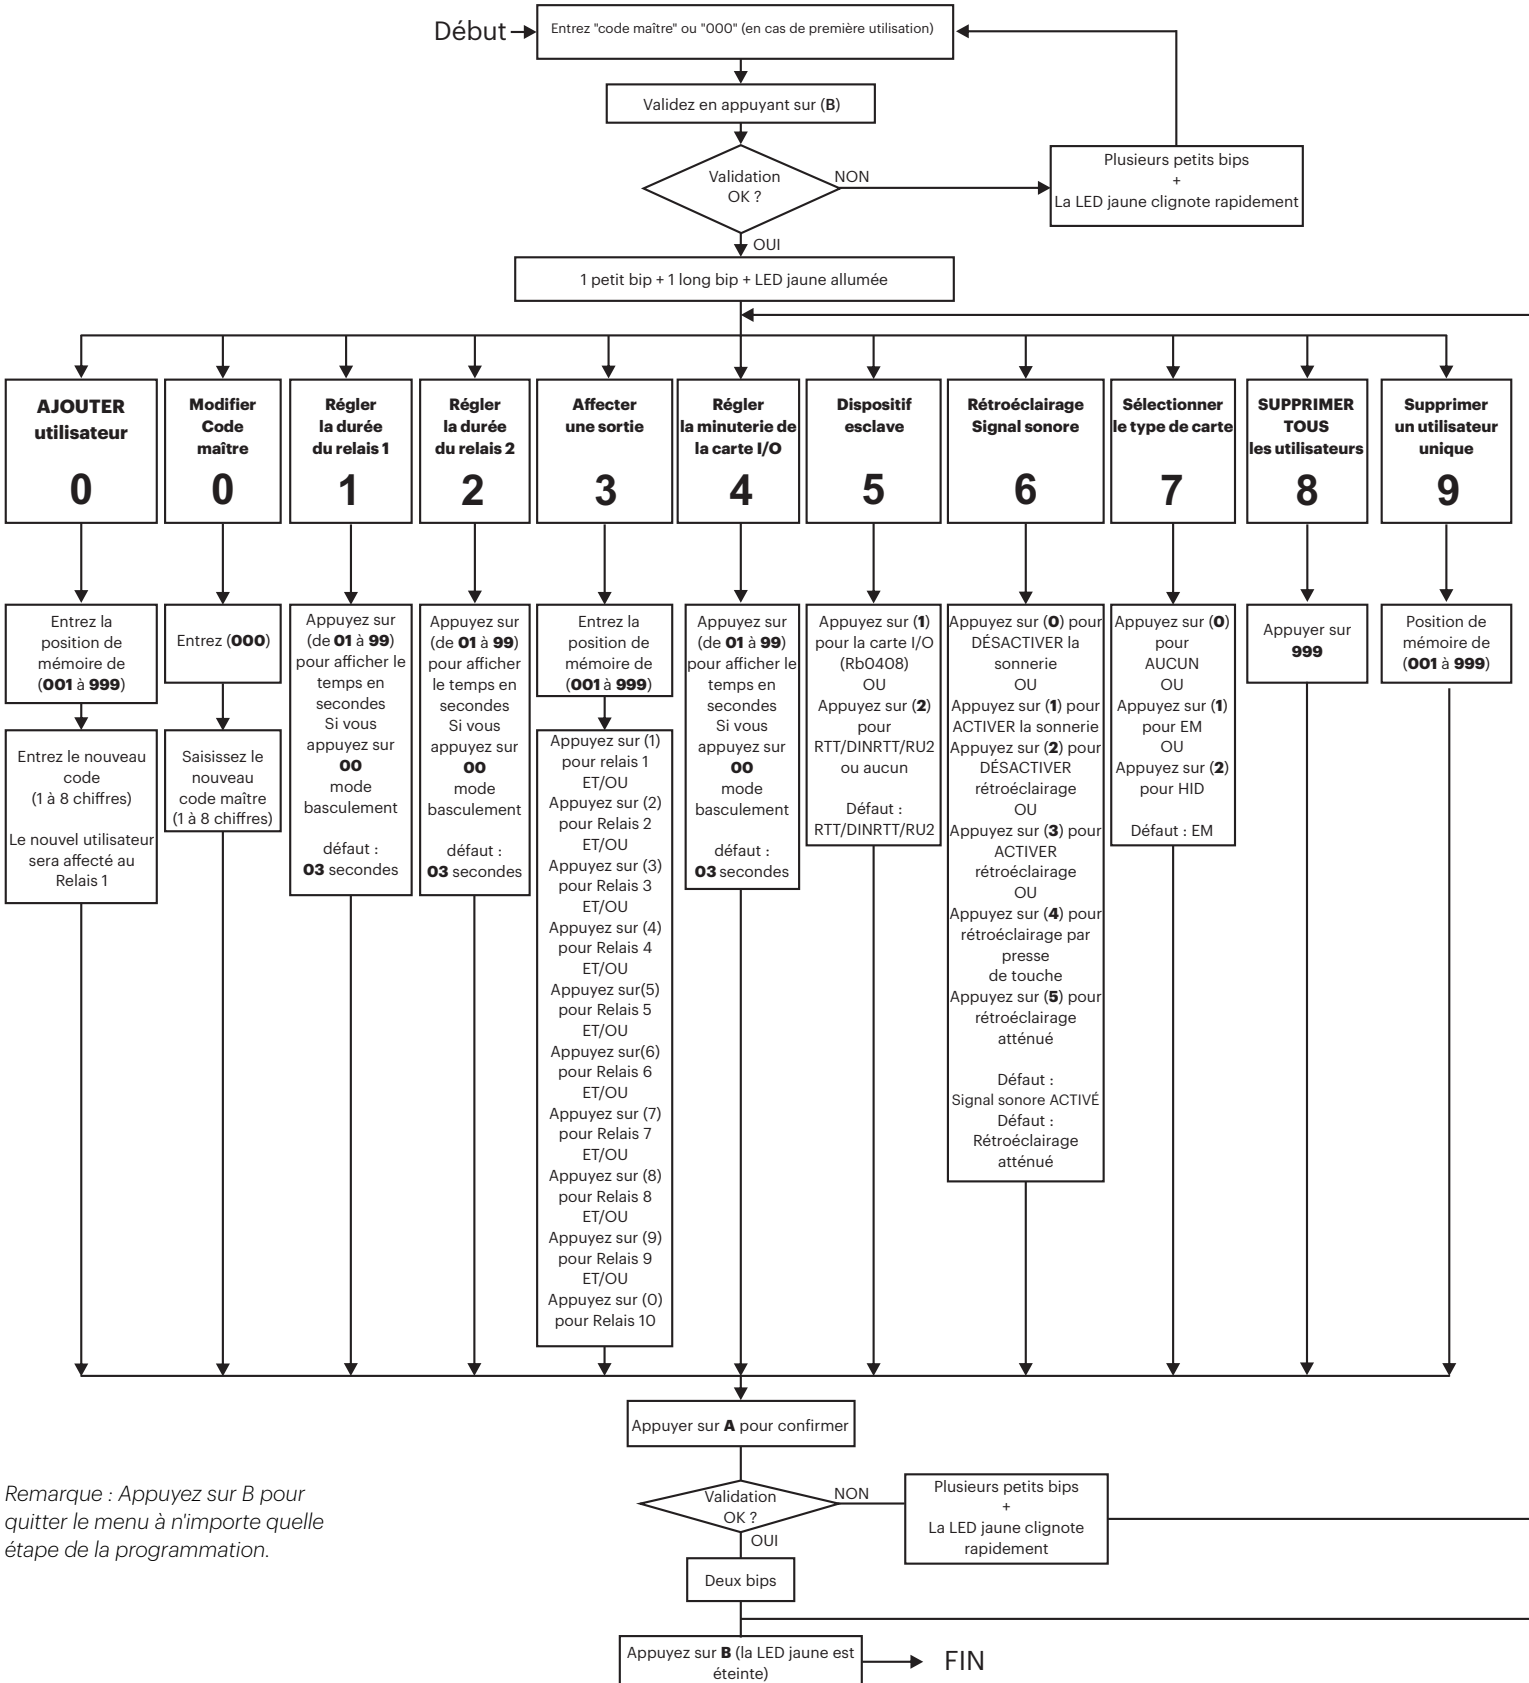 Début
Entrez "code maître" ou "000" (en cas de première utilisation)
Validez en appuyant sur (B)
Validation
OK ?
NON
Plusieurs petits bips
+
La LED jaune clignote rapidement
OUI
1 petit bip + 1 long bip + LED jaune allumée
AJOUTER
utilisateur
0
Modifier
Code
maître
0
Régler
la durée
du relais 1
1
Régler
la durée
du relais 2
2
Affecter
une sortie
3
Régler
la minuterie de
la carte I/O
4
Dispositif
esclave
5
Rétroéclairage
Signal sonore
6
Sélectionner
le type de carte
7
SUPPRIMER
TOUS
les utilisateurs
8
Supprimer
un utilisateur
unique
9
Entrez la
position de
mémoire de
(001 à 999)
Entrez le nouveau
code
(1 à 8 chiffres)
Le nouvel utilisateur
sera affecté au
Relais 1
Entrez (000)
Saisissez le
nouveau
code maître
(1 à 8 chiffres)
Appuyez sur
(de 01 à 99)
pour afficher le
temps en
secondes
Si vous
appuyez sur
00
mode
basculement
défaut :
03 secondes
Appuyez sur
(de 01 à 99)
pour afficher
le temps en
secondes
Si vous
appuyez sur
00
mode
basculement
défaut :
03 secondes
Entrez la
position de
mémoire de
(001 à 999)
Appuyez sur (1)
pour relais 1
ET/OU
Appuyez sur (2)
pour Relais 2
ET/OU
Appuyez sur (3)
pour Relais 3
ET/OU
Appuyez sur (4)
pour Relais 4
ET/OU
Appuyez sur(5)
pour Relais 5
ET/OU
Appuyez sur(6)
pour Relais 6
ET/OU
Appuyez sur (7)
pour Relais 7
ET/OU
Appuyez sur (8)
pour Relais 8
ET/OU
Appuyez sur (9)
pour Relais 9
ET/OU
Appuyez sur (0)
pour Relais 10
Appuyez sur
(de 01 à 99)
pour afficher le
temps en
secondes
Si vous
appuyez sur
00
mode
basculement
défaut :
03 secondes
Appuyez sur (1)
pour la carte I/O
(Rb0408)
OU
Appuyez sur (2)
pour
RTT/DINRTT/RU2
ou aucun
Défaut :
RTT/DINRTT/RU2
Appuyez sur (0) pour
DÉSACTIVER la
sonnerie
OU
Appuyez sur (1) pour
ACTIVER la sonnerie
Appuyez sur (2) pour
DÉSACTIVER
rétroéclairage
OU
Appuyez sur (3) pour
ACTIVER
rétroéclairage
OU
Appuyez sur (4) pour
rétroéclairage par
presse
de touche
Appuyez sur (5) pour
rétroéclairage
atténué
Défaut :
Signal sonore ACTIVÉ
Défaut :
Rétroéclairage
atténué
Appuyez sur (0)
pour
AUCUN
OU
Appuyez sur (1)
pour EM
OU
Appuyez sur (2)
pour HID
Défaut : EM
Appuyer sur
999
Position de
mémoire de
(001 à 999)
Appuyer sur A pour confirmer
Validation
OK ?
NON
Plusieurs petits bips
+
La LED jaune clignote
rapidement
OUI
Deux bips
Appuyez sur B (la LED jaune est
éteinte)
FIN
Remarque : Appuyez sur B pour
quitter le menu à n'importe quelle
étape de la programmation.